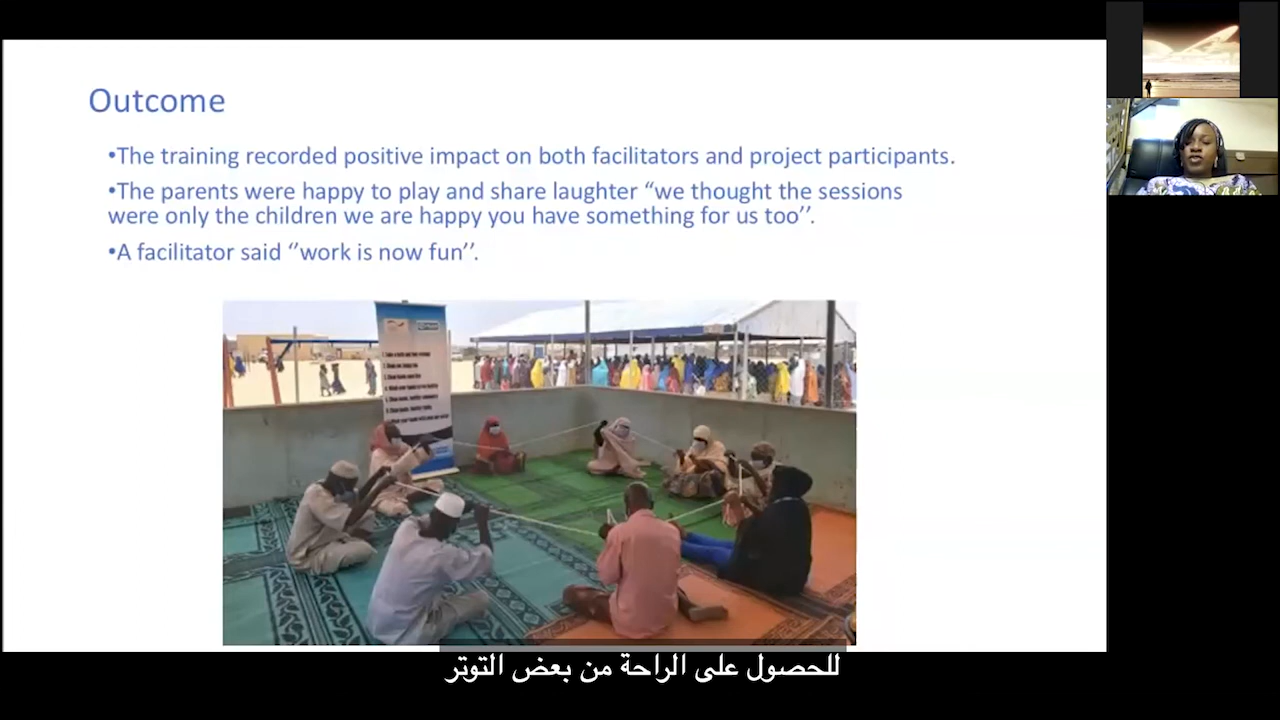 Outcome
•The training recorded positive impact on both facilitators and project participants.
•The parents were happy to play and share laughter “we thought the sessions
were only the children we are happy you have something for us too’’.
•A facilitator said ‘’work is now fun’’.
للحصول على الراحة من بعض التوتر